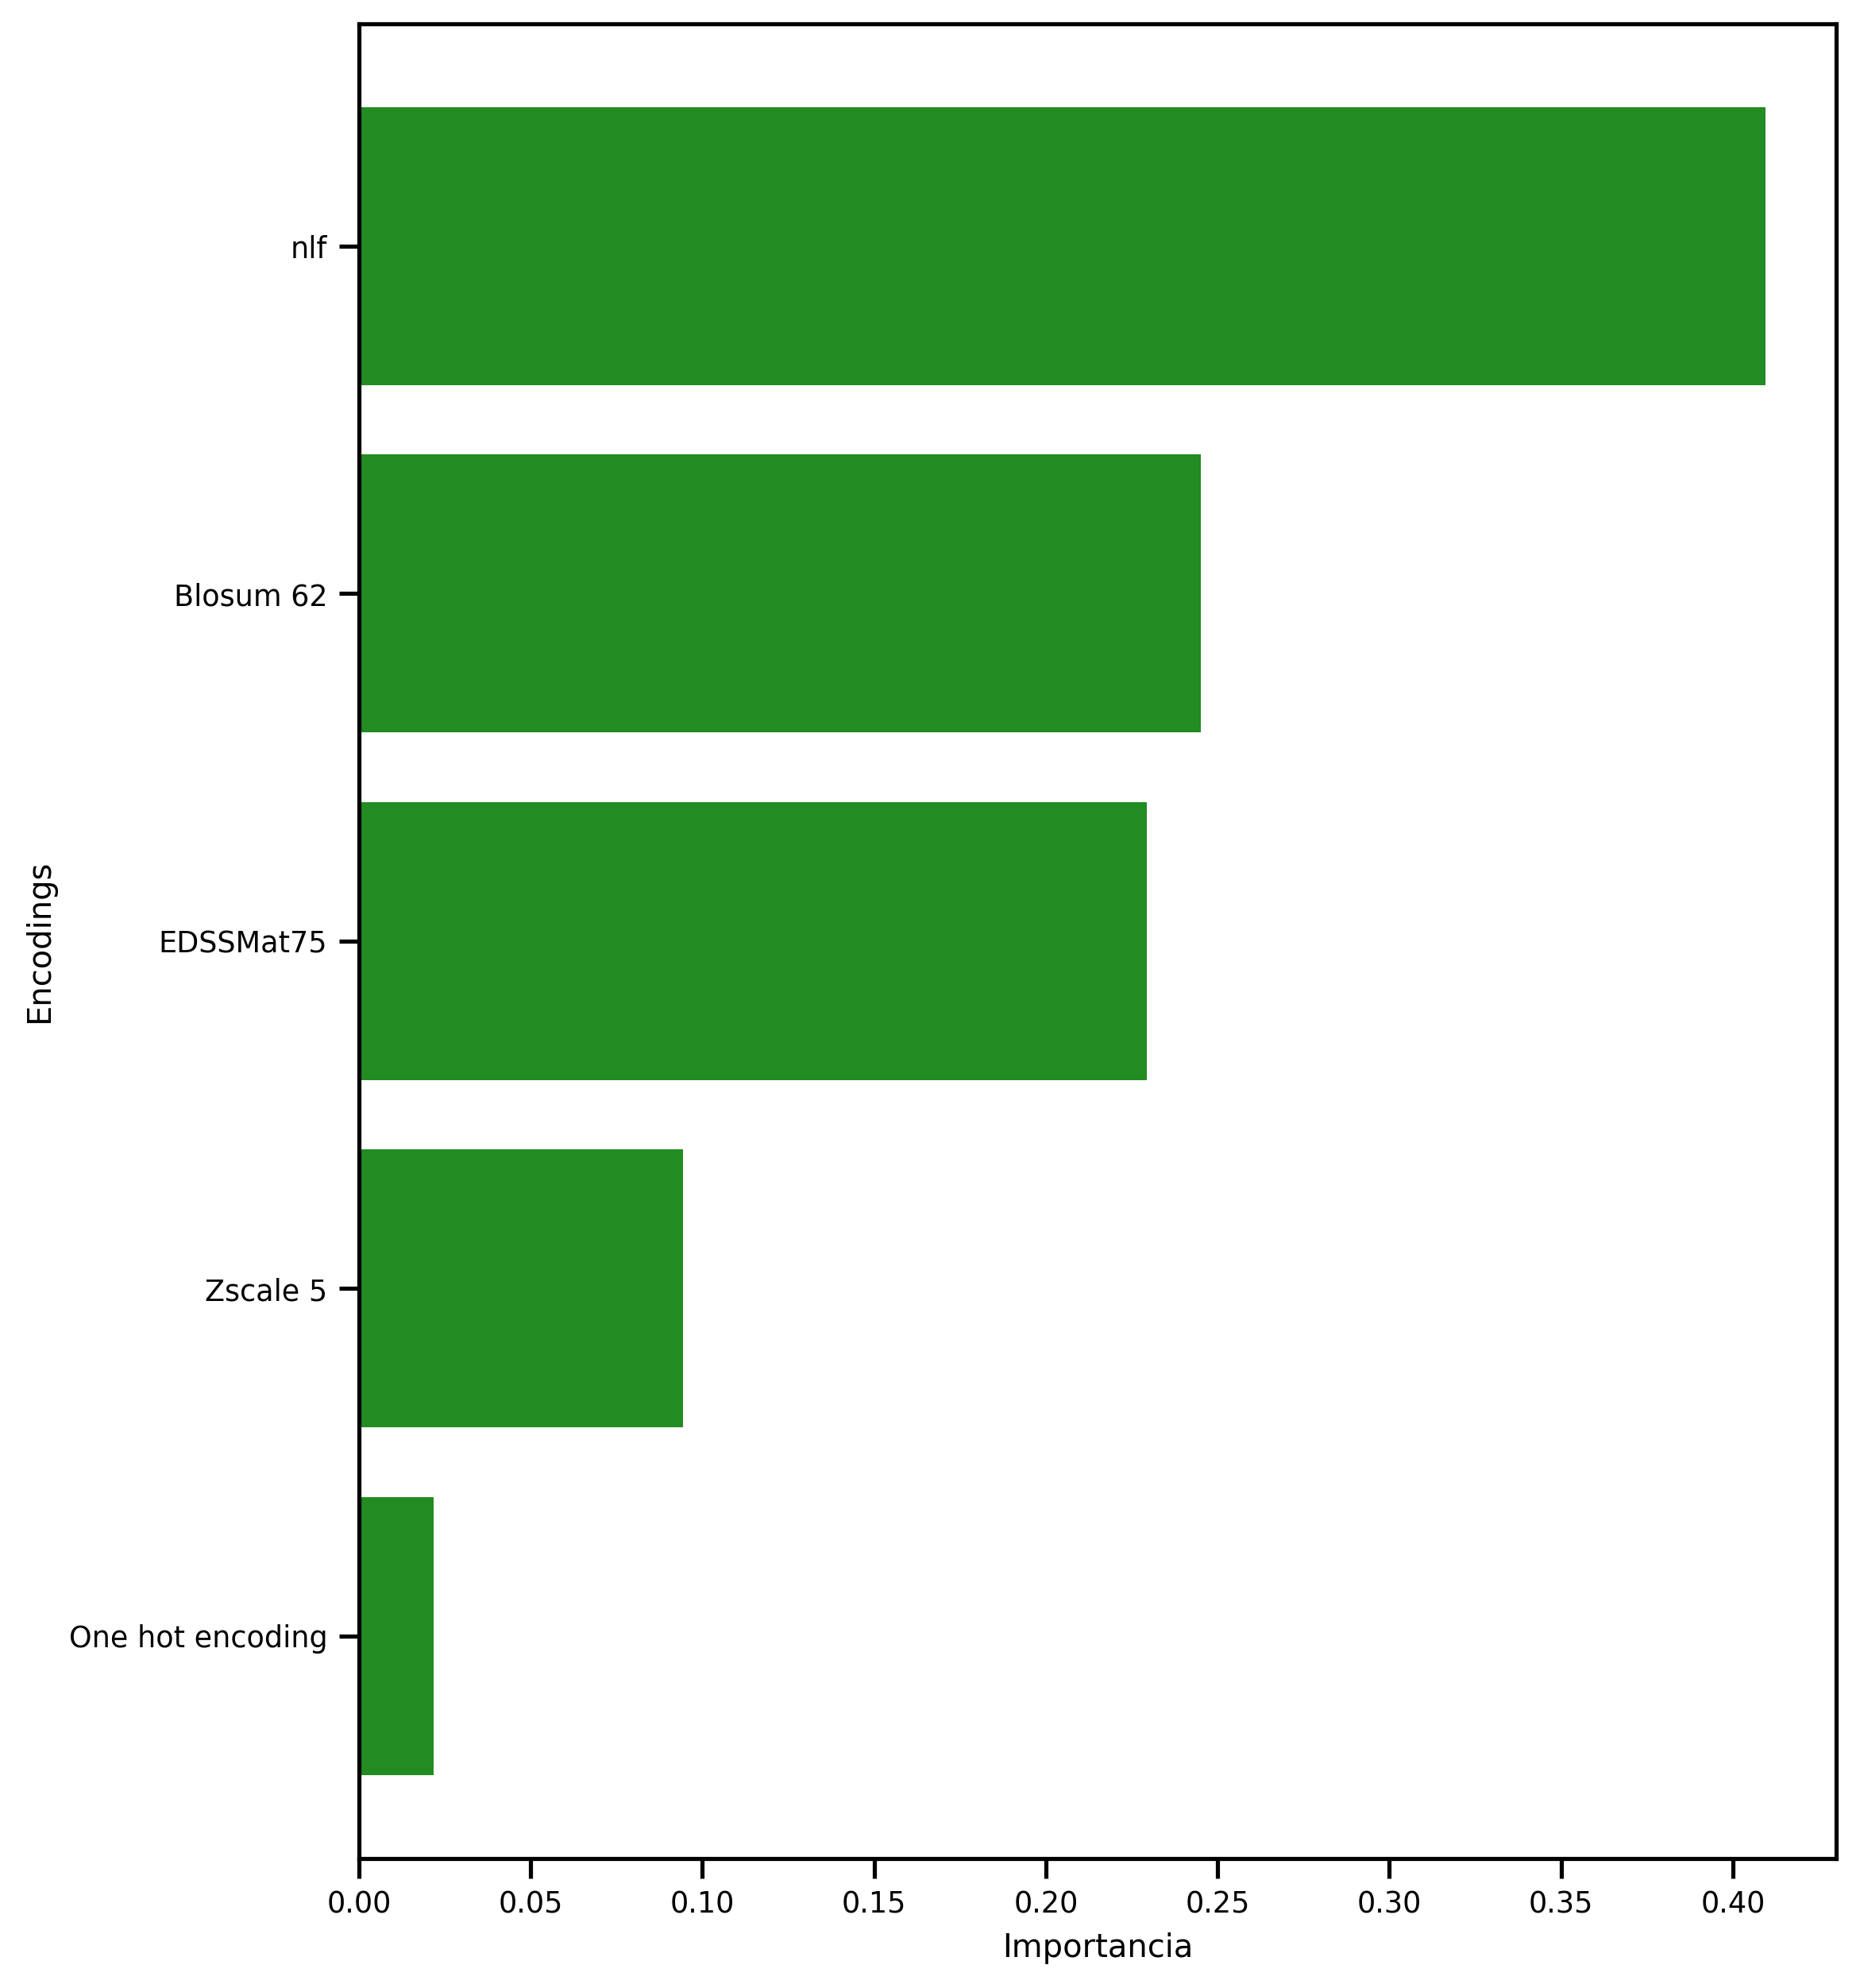 nlf
Blosum 62
EDSSMat75
Zscale 5
One hot encoding
Encodings
0.00 0.05 0.10 0.15 0.20 0.25 0.30 0.35 0.40
Importancia